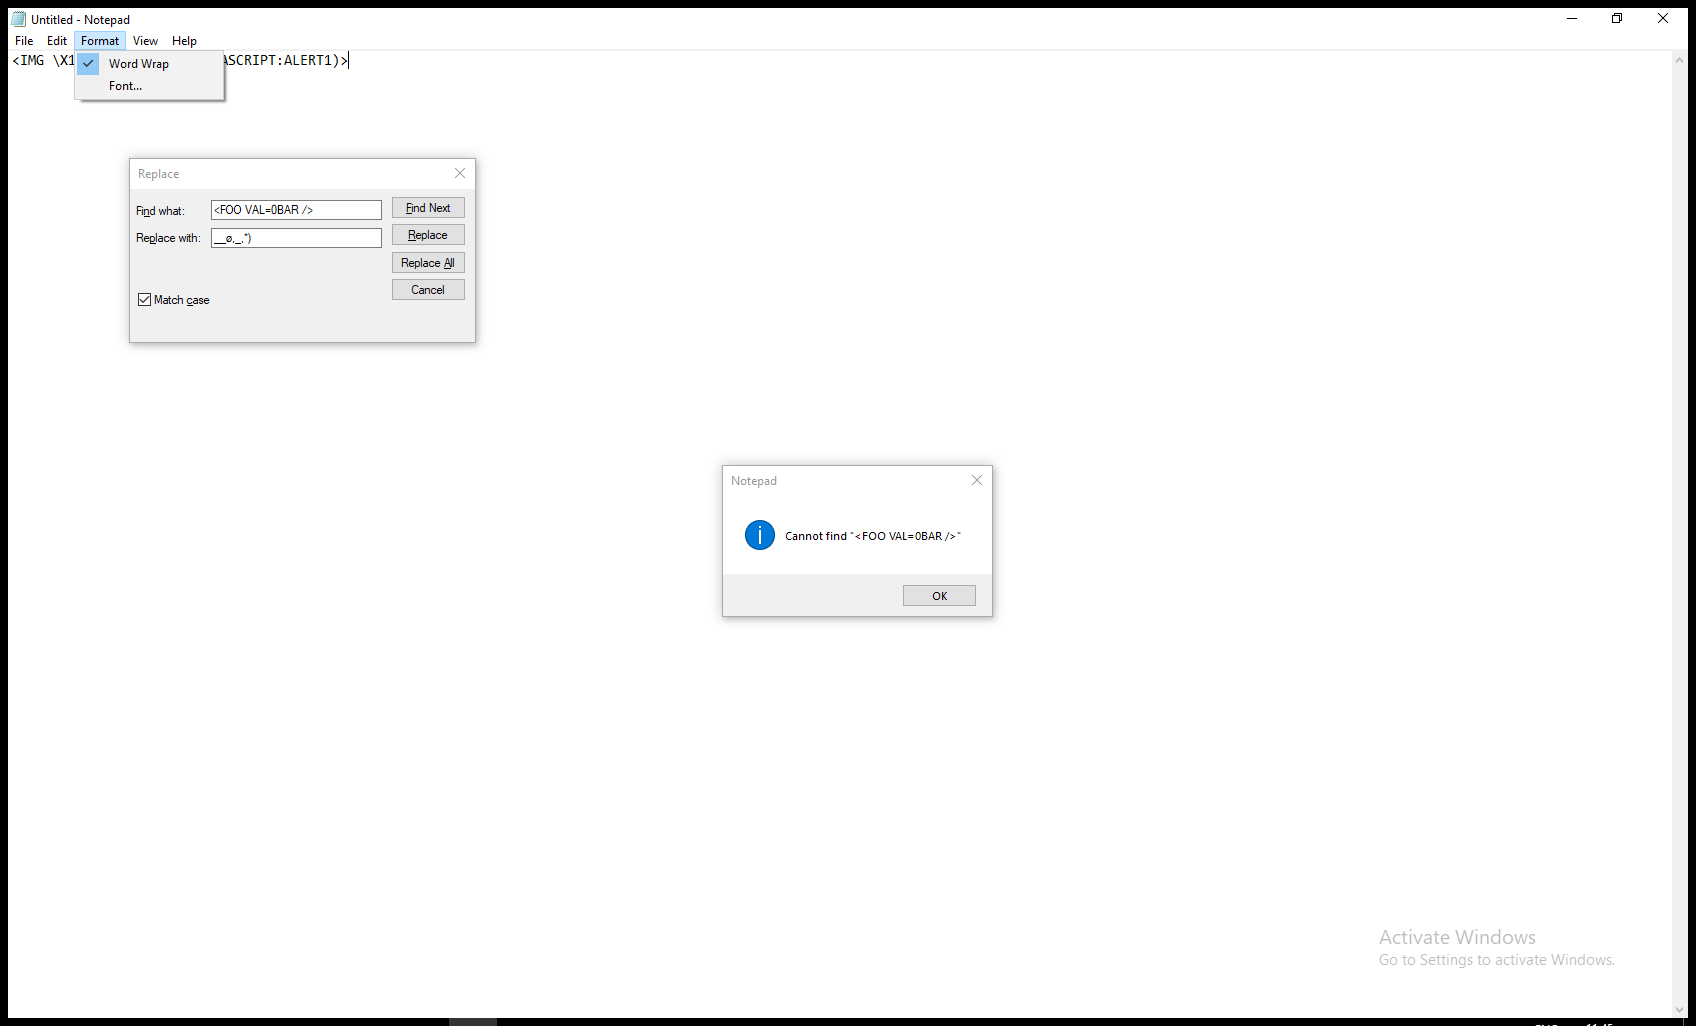 Untitled - Notepad
File Edit Format View Help
<IMG \X1 ASCRIPT:ALERT1)>
Word Wrap
Font...
Replace
Find what: <FOO VAL=0BAR /> Find Next
Replace with: __ø,_,*) Replace
Replace All
Cancel
Match case
Notepad
Cannot find "<FOO VAL=0BAR />"
OK
Activate Windows
Go to Settings to activate Windows.